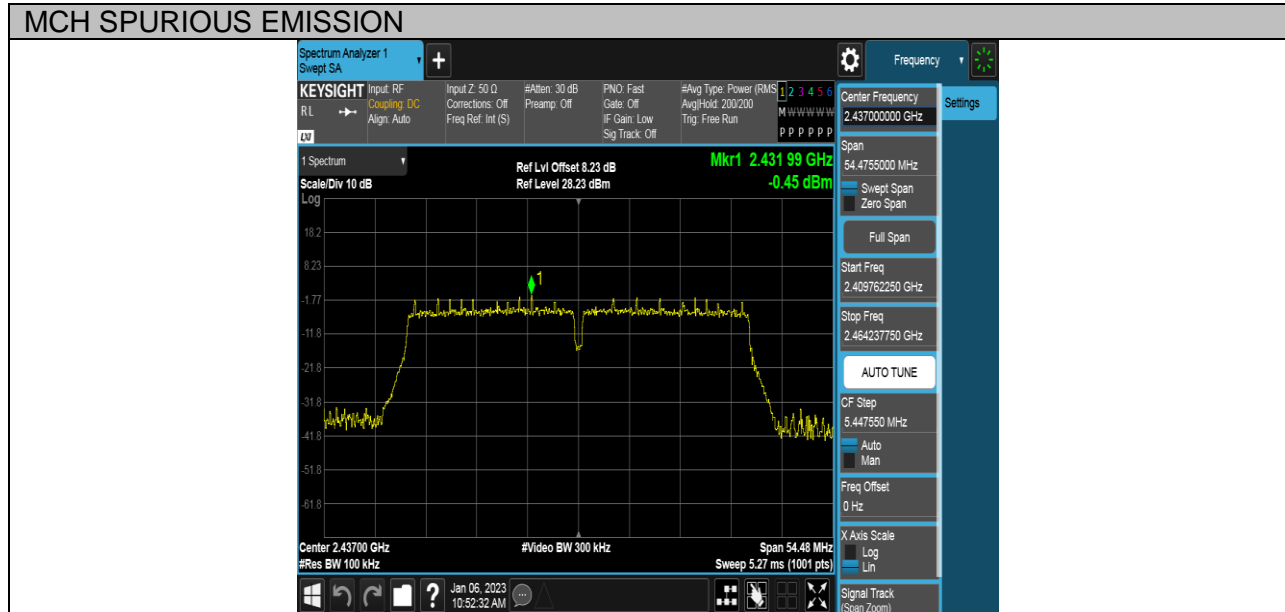 MCH SPURIOUS EMISSION
Spectrum Analyzer 1
Swept SA
+
Frequency
KEYSIGHT
RL
LXI
Input: RF
Coupling: DC
Align: Auto
Input Z: 50 Ω
Corrections: Off
Freq Ref: Int (S)
#Atten: 30 dB
Preamp: Off
PNO: Fast
Gate: Off
IF Gain: Low
Sig Track: Off
#Avg Type: Power (RMS
Avg|Hold: 200/200
Trig: Free Run
1 2 3 4 5 6
M W W W W W
P P P P P P
1 Spectrum
Scale/Div 10 dB
Log
Ref Lvl Offset 8.23 dB
Ref Level 28.23 dBm
Mkr1 2.431 99 GHz
-0.45 dBm
18.2
8.23
-1.77
-11.8
-21.8
-31.8
-41.8
-51.8
-61.8
1
Center 2.43700 GHz
#Res BW 100 kHz
#Video BW 300 kHz
Span 54.48 MHz
Sweep 5.27 ms (1001 pts)
Center Frequency
2.437000000 GHz
Settings
Span
54.4755000 MHz
Swept Span
Zero Span
Full Span
Start Freq
2.409762250 GHz
Stop Freq
2.464237750 GHz
AUTO TUNE
CF Step
5.447550 MHz
Auto
Man
Freq Offset
0 Hz
X Axis Scale
Log
Lin
Signal Track
(Span Zoom)
?
Jan 06, 2023
10:52:32 AM